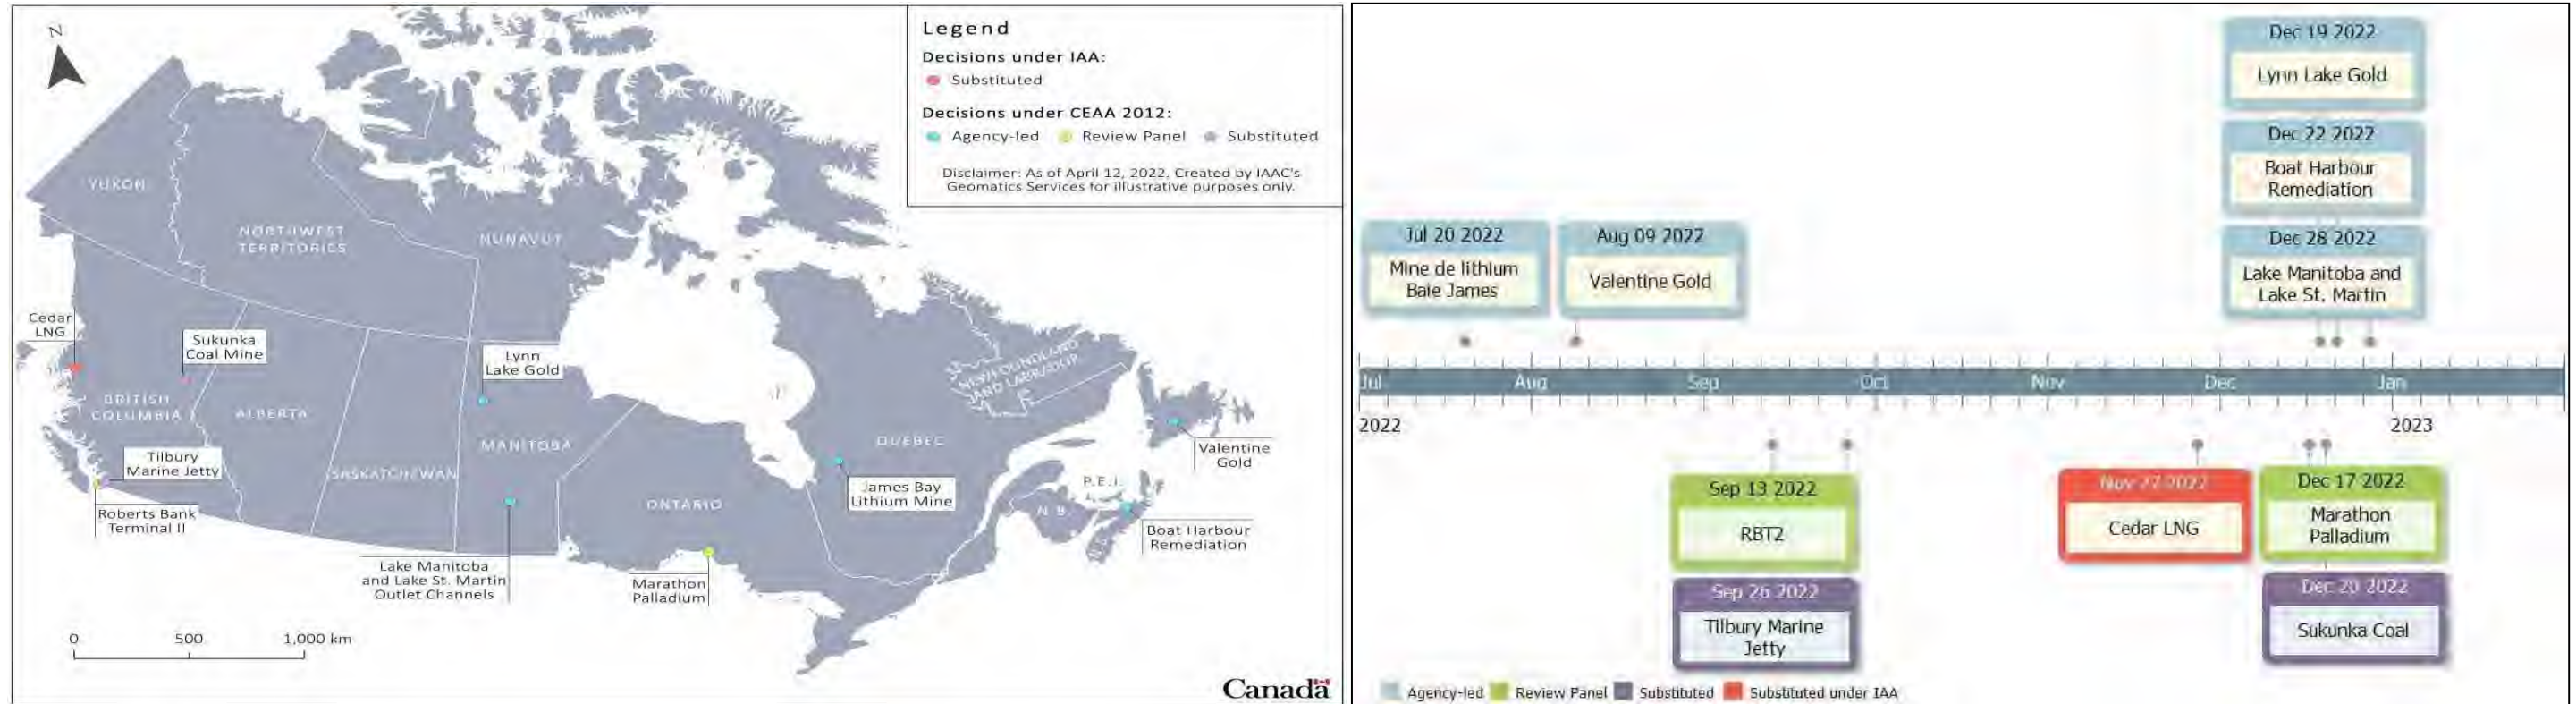 N
Legend
Decisions under IAA:
Substituted
Decisions under CEAA 2012:
Agency-led Review Panel Substituted
Disclaimer: As of April 12, 2022. Created by IAAC's
Geomatics Services for illustrative purposes only.
YUKON
NORTHWEST
TERRITORIES
NUNAVUT
Cedar
LNG
Sukunka
Coal Mine
Lynn
Lake Gold
NEWFOUNDLAND
AND LABRADOR
BRITISH
COLUMBIA
ALBERTA
MANITOBA
QUEBEC
Valentine
Gold
Tilbury
Marine Jetty
SASKATCHEWAN
James Bay
Lithium Mine
P.E.I.
ONTARIO
N.B.
Roberts Bank
Terminal II
Boat Harbour
Remediation
Lake Manitoba
and Lake St. Martin
Outlet Channels
Marathon
Palladium
0 500 1,000 km
Canada
Dec 19 2022
Lynn Lake Gold
Dec 22 2022
Boat Harbour
Remediation
Jul 20 2022
Mine de lithium
Baie James
Aug 09 2022
Valentine Gold
Dec 28 2022
Lake Manitoba and
Lake St. Martin
Jul Aug Sep Oct Nov Dec Jan
2022 2023
Sep 13 2022
RBT2
Nov 27 2022
Cedar LNG
Dec 17 2022
Marathon
Palladium
Sep 26 2022
Tilbury Marine
Jetty
Dec 20 2022
Sukunka Coal
Agency-led Review Panel Substituted Substituted under IAA